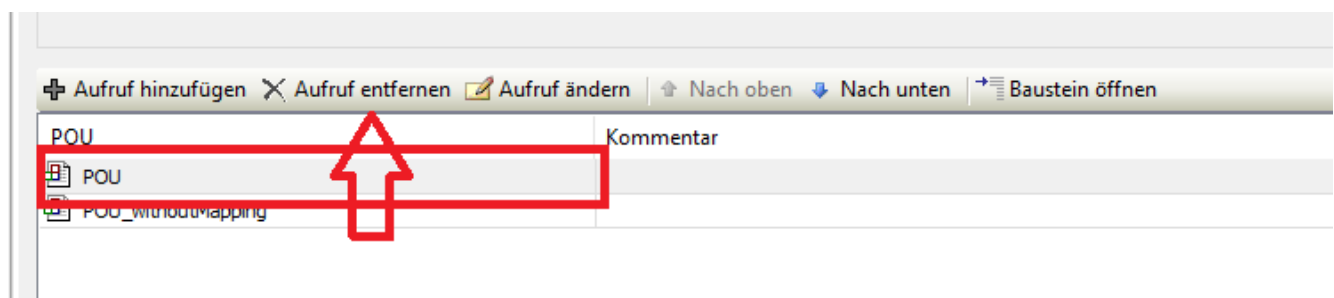 Aufruf hinzufügen Aufruf entfernen Aufruf ändern Nach oben Nach unten Baustein öffnen
POU Kommentar
POU
POU_withoutMapping